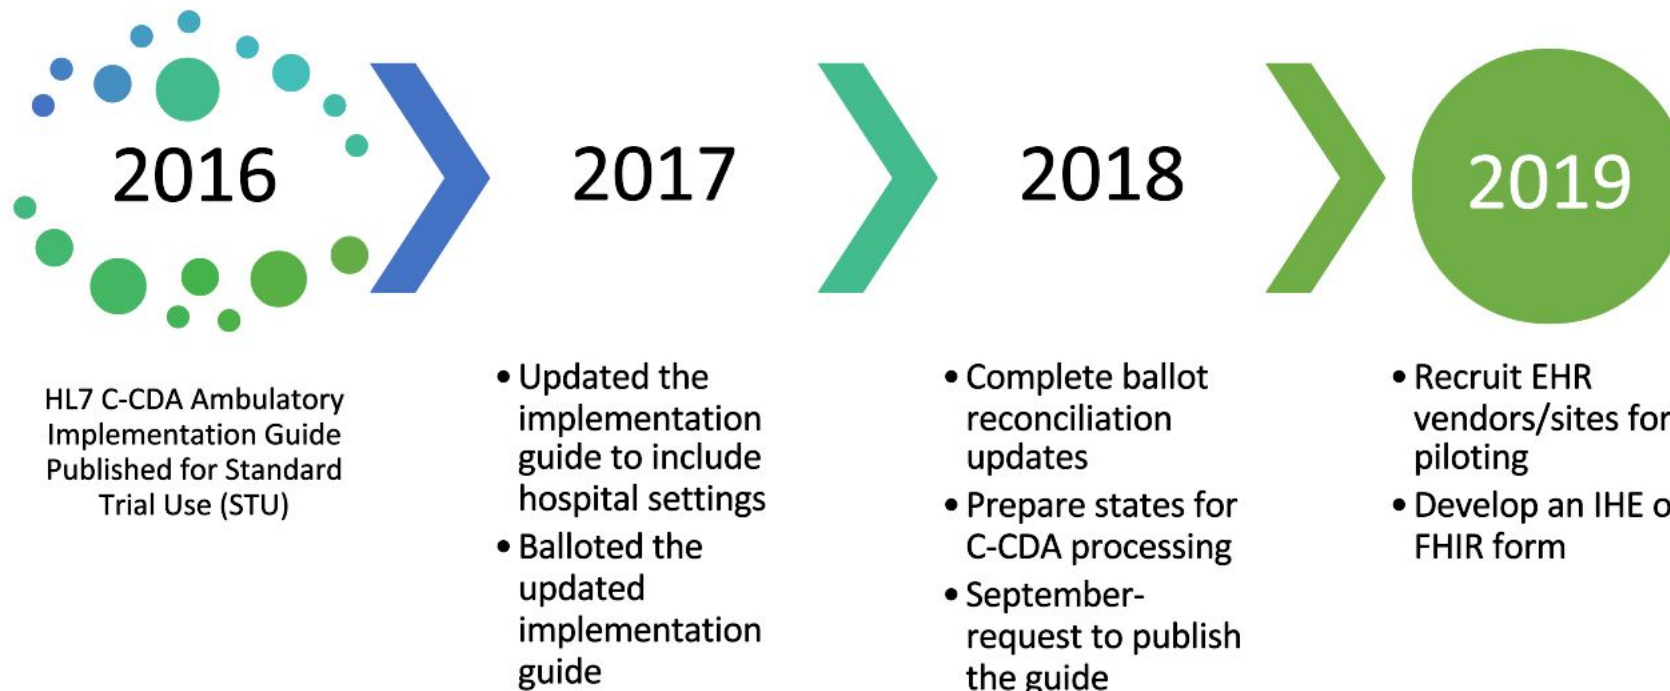 2016
2017
2018
2019
HL7 C-CDA Ambulatory
Implementation Guide
Published for Standard
Trial Use (STU)
• Updated the
implementation
guide to include
hospital settings
• Balloted the
updated
implementation
guide
• Complete ballot
reconciliation
updates
• Prepare states for
C-CDA processing
• September-
request to publish
the guide
• Recruit EHR
vendors/sites for
piloting
• Develop an IHE
FHIR form